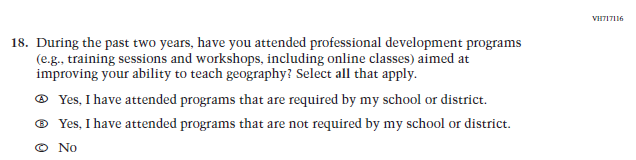 VH717116
18. During the past two years, have you attended professional development programs
(e.g., training sessions and workshops, including online classes) aimed at
improving your ability to teach geography? Select all that apply.
Ⓐ Yes, I have attended programs that are required by my school or district.
Ⓑ Yes, I have attended programs that are not required by my school or district.
Ⓒ No